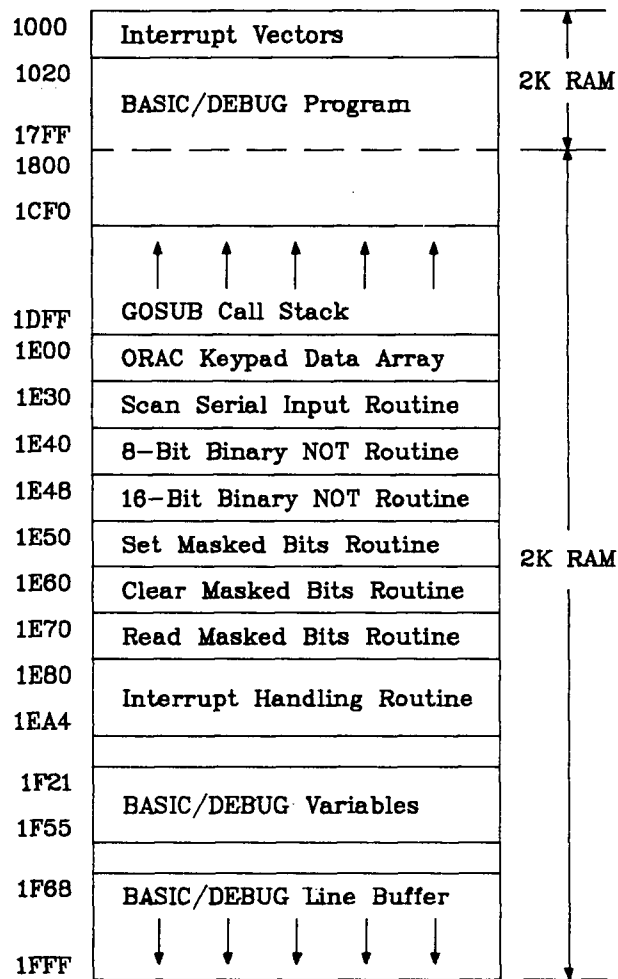 1000 Interrupt Vectors
1020
2K RAM
BASIC/DEBUG Program
17FF
1800
1CF0
1DFF GOSUB Call Stack
1E00 ORAC Keypad Data Array
1E30 Scan Serial Input Routine
1E40 8-Bit Binary NOT Routine
1E48 16-Bit Binary NOT Routine
1E50 Set Masked Bits Routine
2K RAM
1E60 Clear Masked Bits Routine
1E70 Read Masked Bits Routine
1E80
Interrupt Handling Routine
1EA4
1F21
BASIC/DEBUG Variables
1F55
1F68 BASIC/DEBUG Line Buffer
1FFF